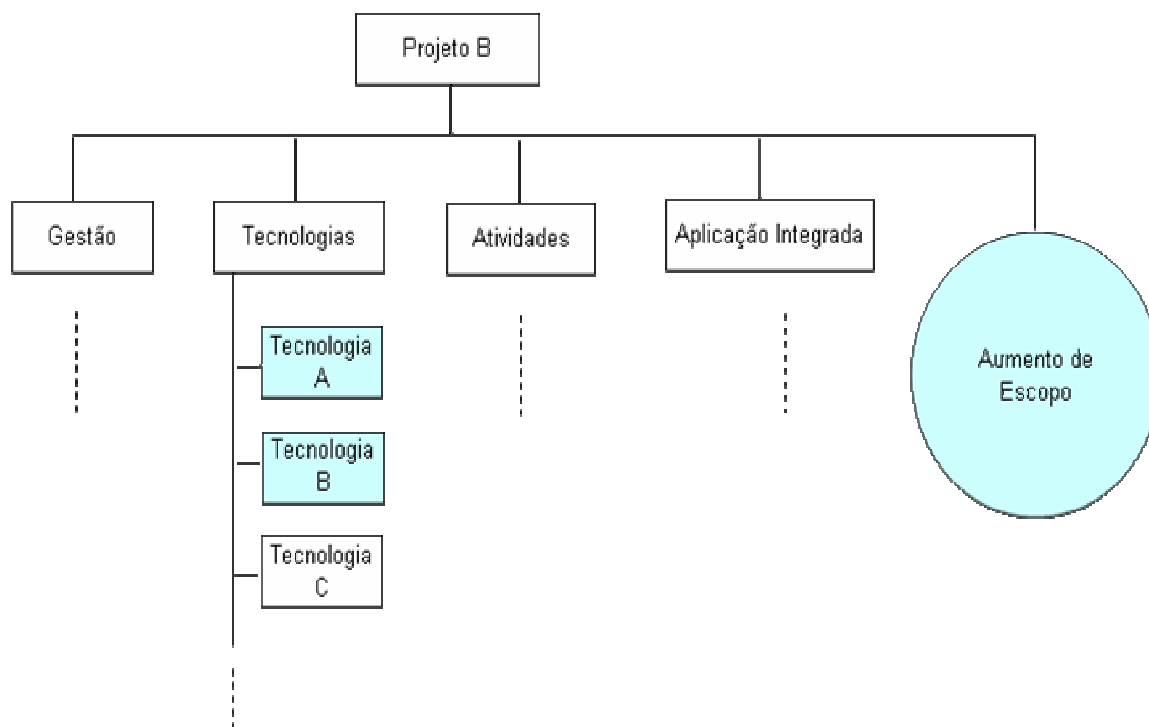 Projeto B
Gestão
Tecnologias
Atividades
Aplicação Integrada
Tecnologia
A
Tecnologia
B
Tecnologia
C
Aumento de
Escopo